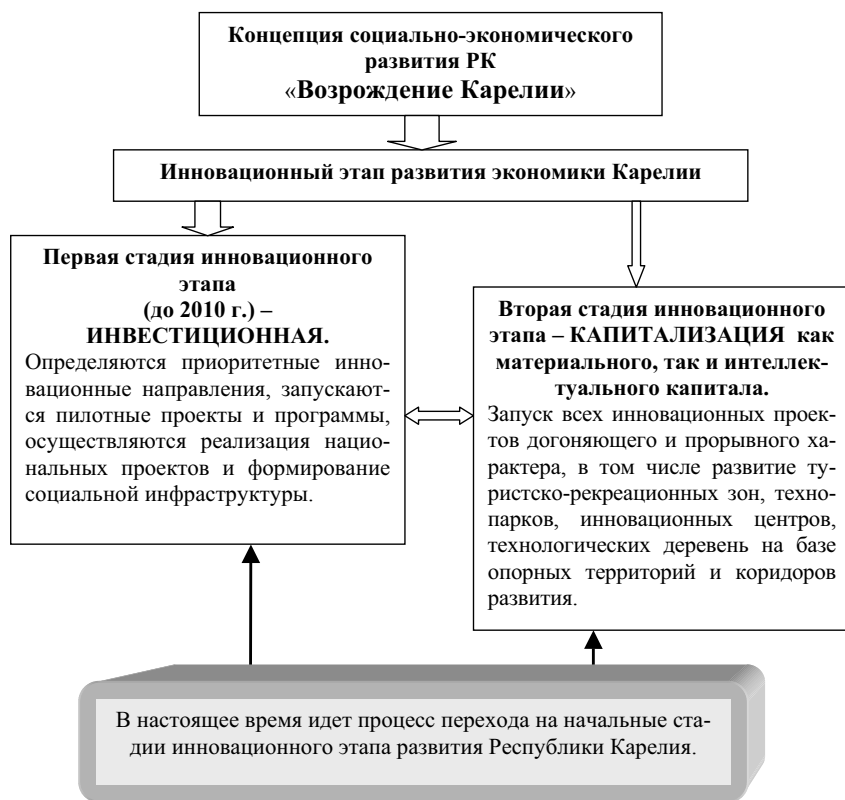 Концепция социально-экономического
развития РК
«Возрождение Карелии»
Инновационный этап развития экономики Карелии
Первая стадия инновационного
этапа
(до 2010 г.) –
ИНВЕСТИЦИОННАЯ.
Определяются приоритетные инно-
вационные направления, запускают-
ся пилотные проекты и программы,
осуществляются реализация нацио-
нальных проектов и формирование
социальной инфраструктуры.
Вторая стадия инновационного
этапа – КАПИТАЛИЗАЦИЯ как
материального, так и интеллек-
туального капитала.
Запуск всех инновационных проек-
тов догоняющего и прорывного ха-
рактера, в том числе развитие ту-
ристско-рекреационных зон, техно-
парков, инновационных центров,
технологических деревень на базе
опорных территорий и коридоров
развития.
В настоящее время идет процесс перехода на начальные ста-
дии инновационного этапа развития Республики Карелия.